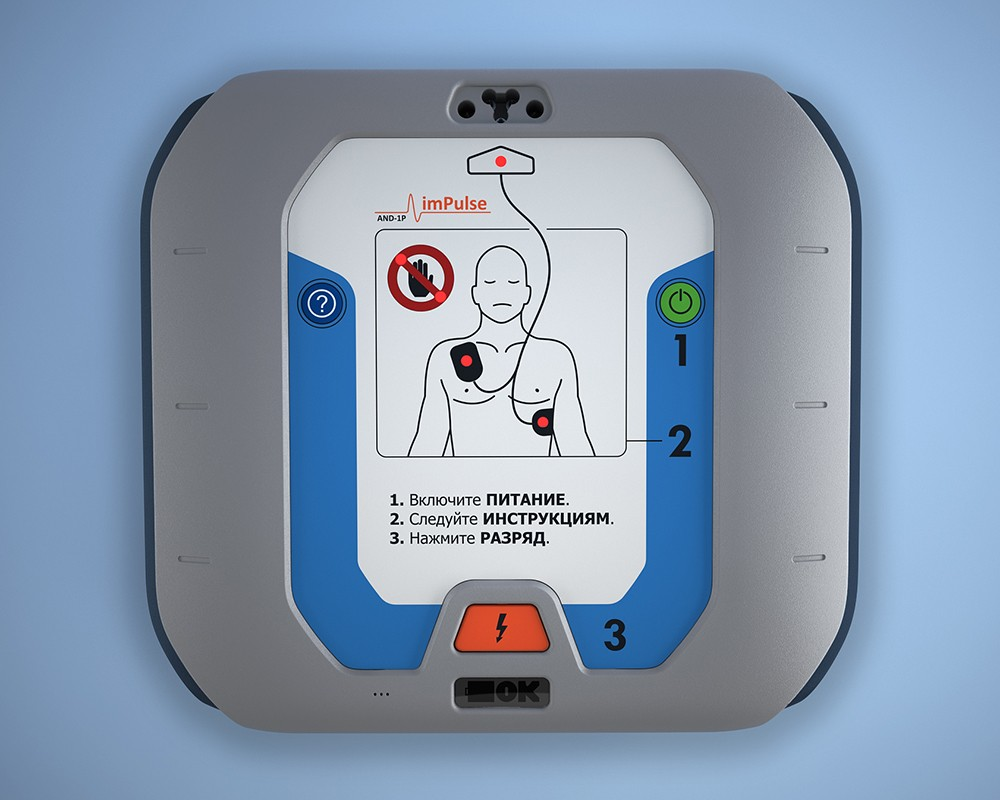 imPulse
AND-1P
?
1
2
1. Включите ПИТАНИЕ.
2. Следуйте ИНСТРУКЦИЯМ.
3. Нажмите РАЗРЯД.
3
OK